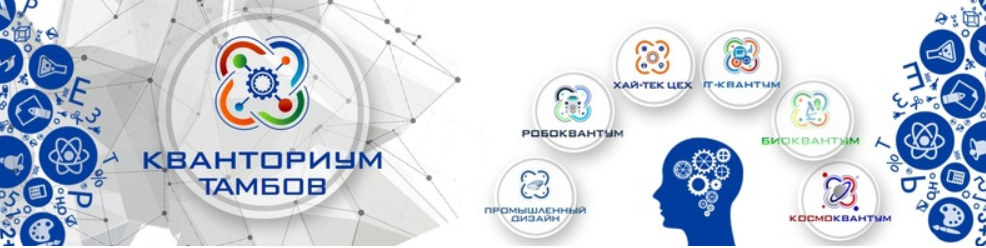 КВАНТОРИУМ
ТАМБОВ
ХАЙ-ТЕК ЦЕХ
IT-КВАНТУМ
РОБОКВАНТУМ
БИОКВАНТУМ
ПРОМЫШЛЕННЫЙ
ДИЗАЙН
КОСМОКВАНТУМ